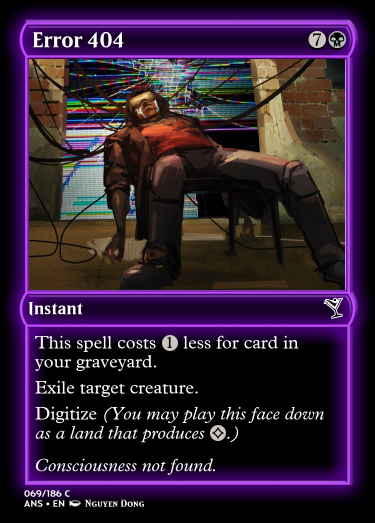 Error 404 7
Instant
This spell costs 1 less for card in
your graveyard.
Exile target creature.
Digitize (You may play this face down
as a land that produces .)
Consciousness not found.
069/186 C
ANS • EN Nguyen Dong